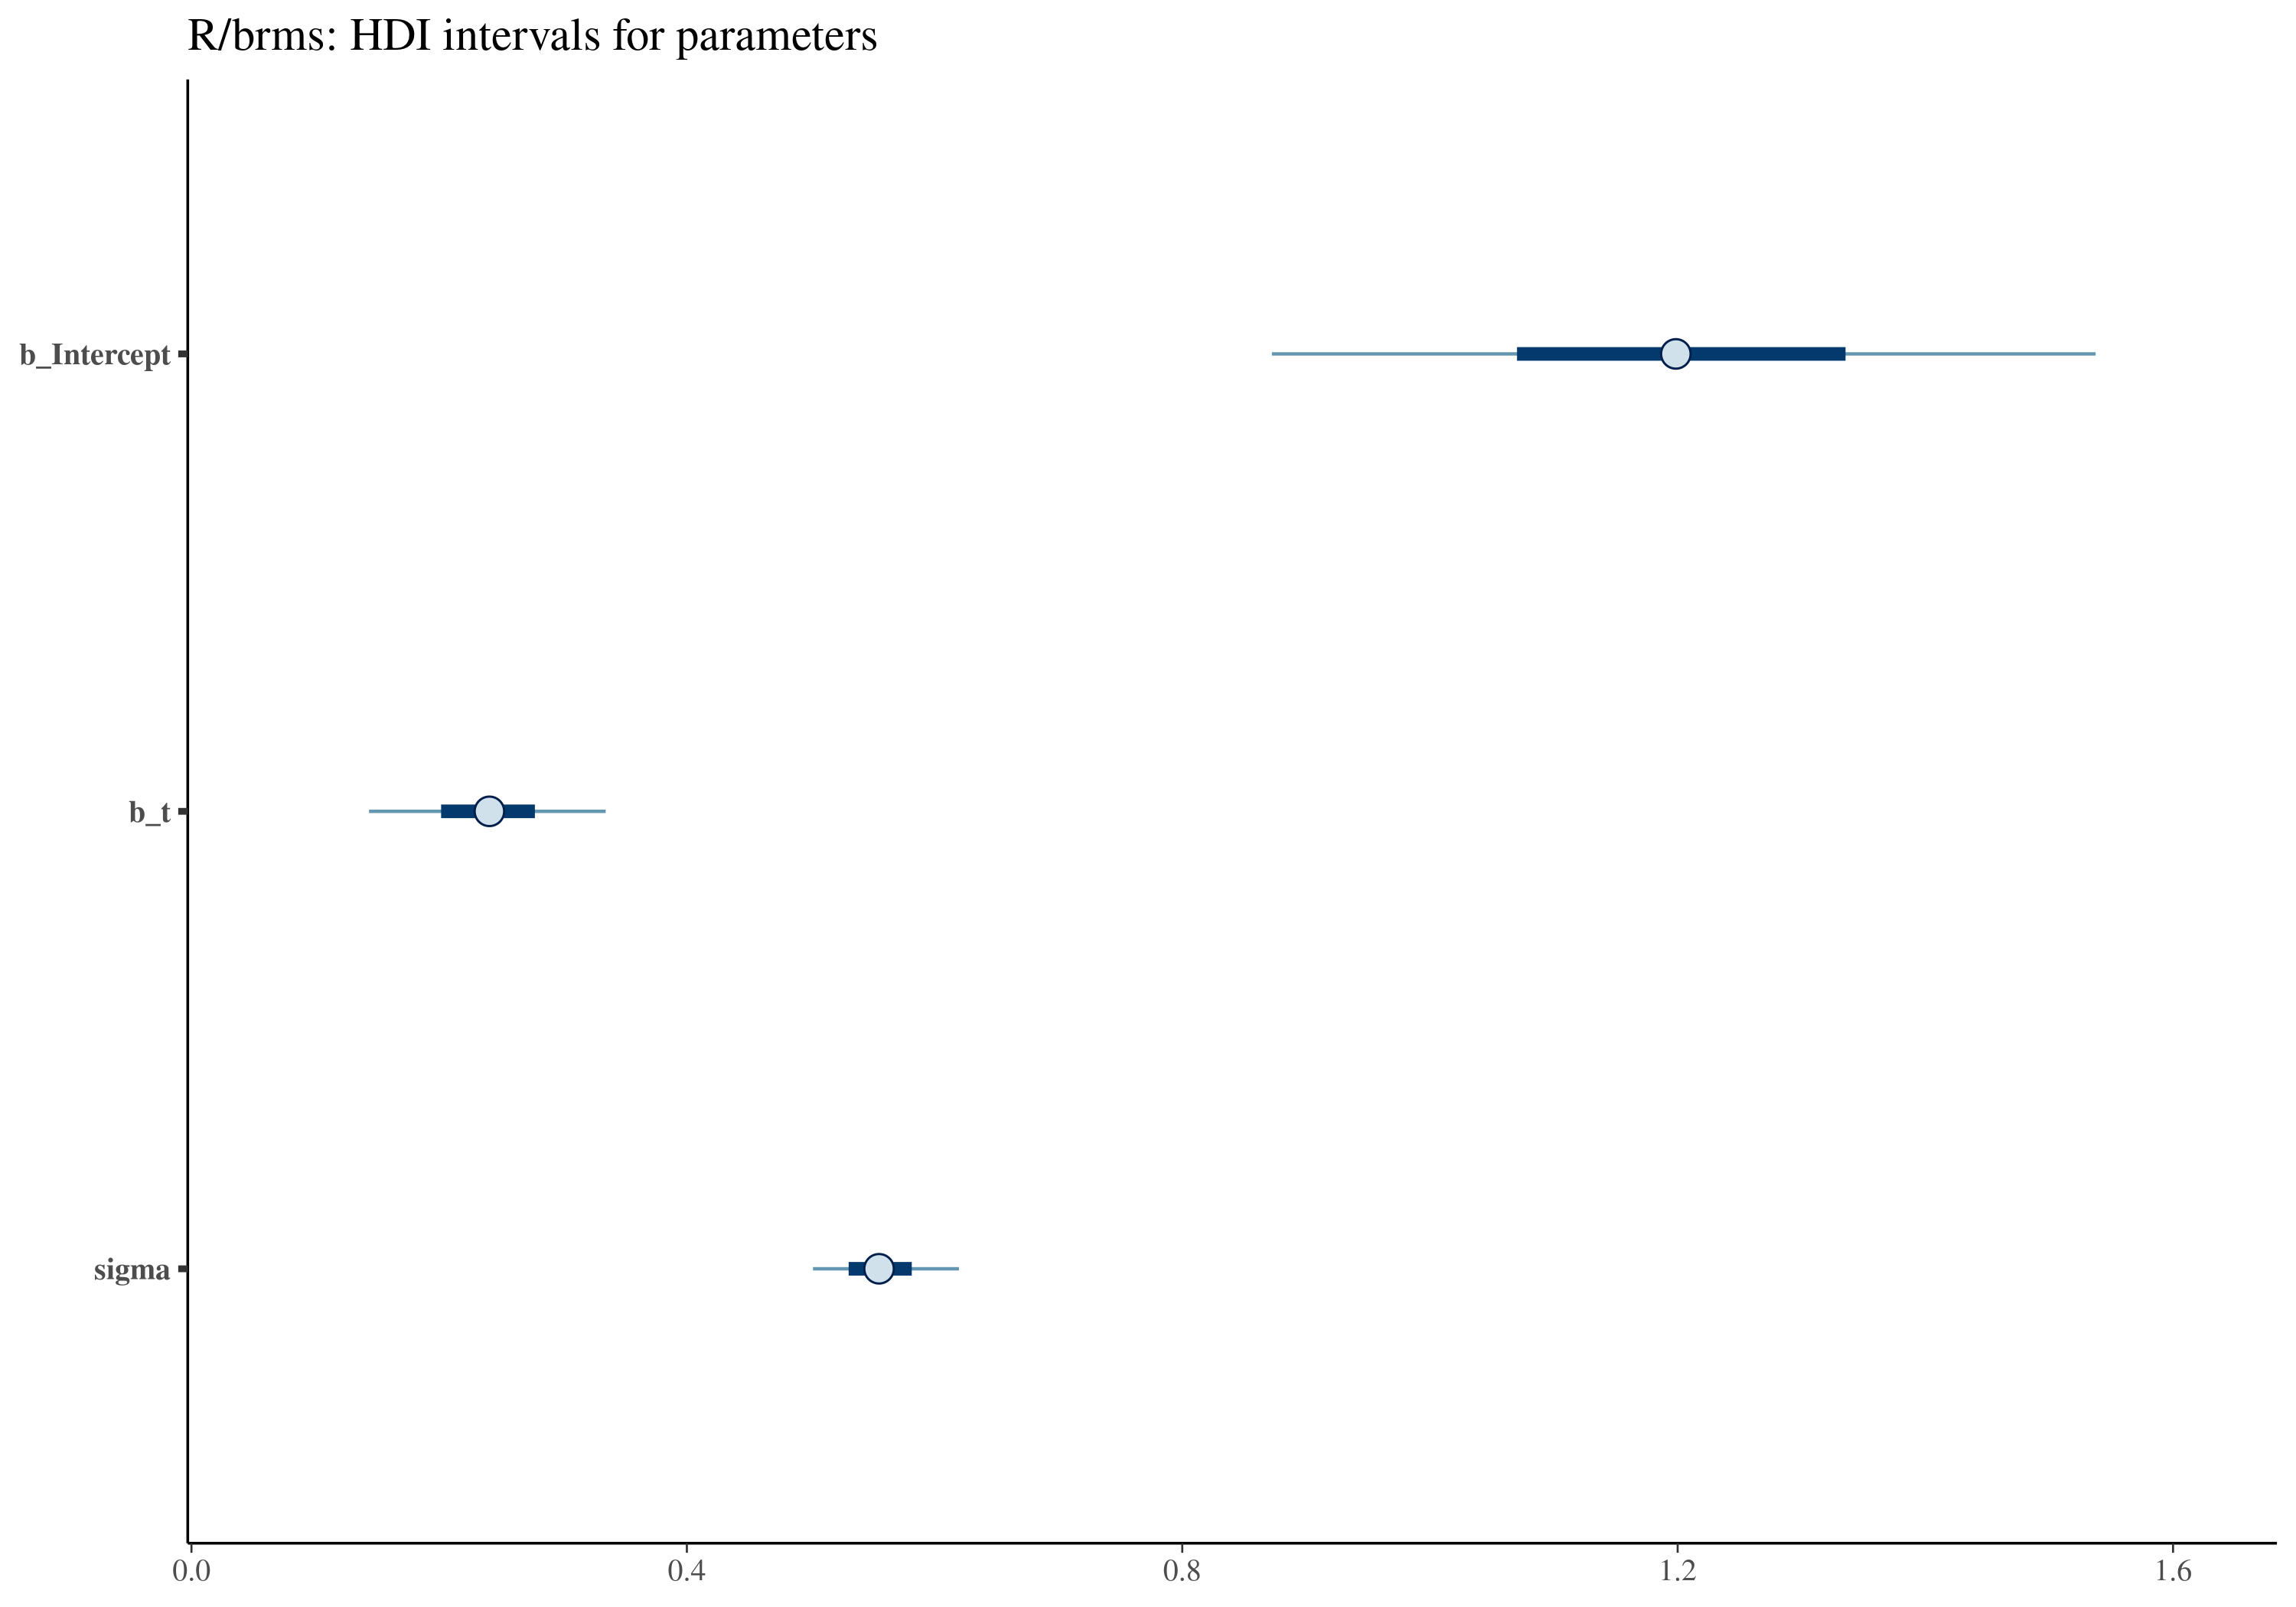 R/brms: HDI intervals for parameters
b_Intercept
b_t
sigma
0.0 0.4 0.8 1.2 1.6